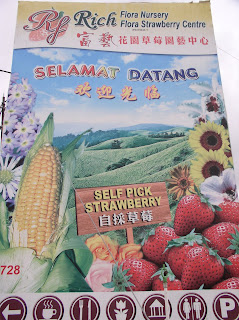 Rf Rich
Flora Nursery
Flora Strawberry Centre
富藝 花園草莓園藝中心
SELAMAT DATANG
欢迎光临
SELF PICK
STRAWBERRY
自採草莓
728
P